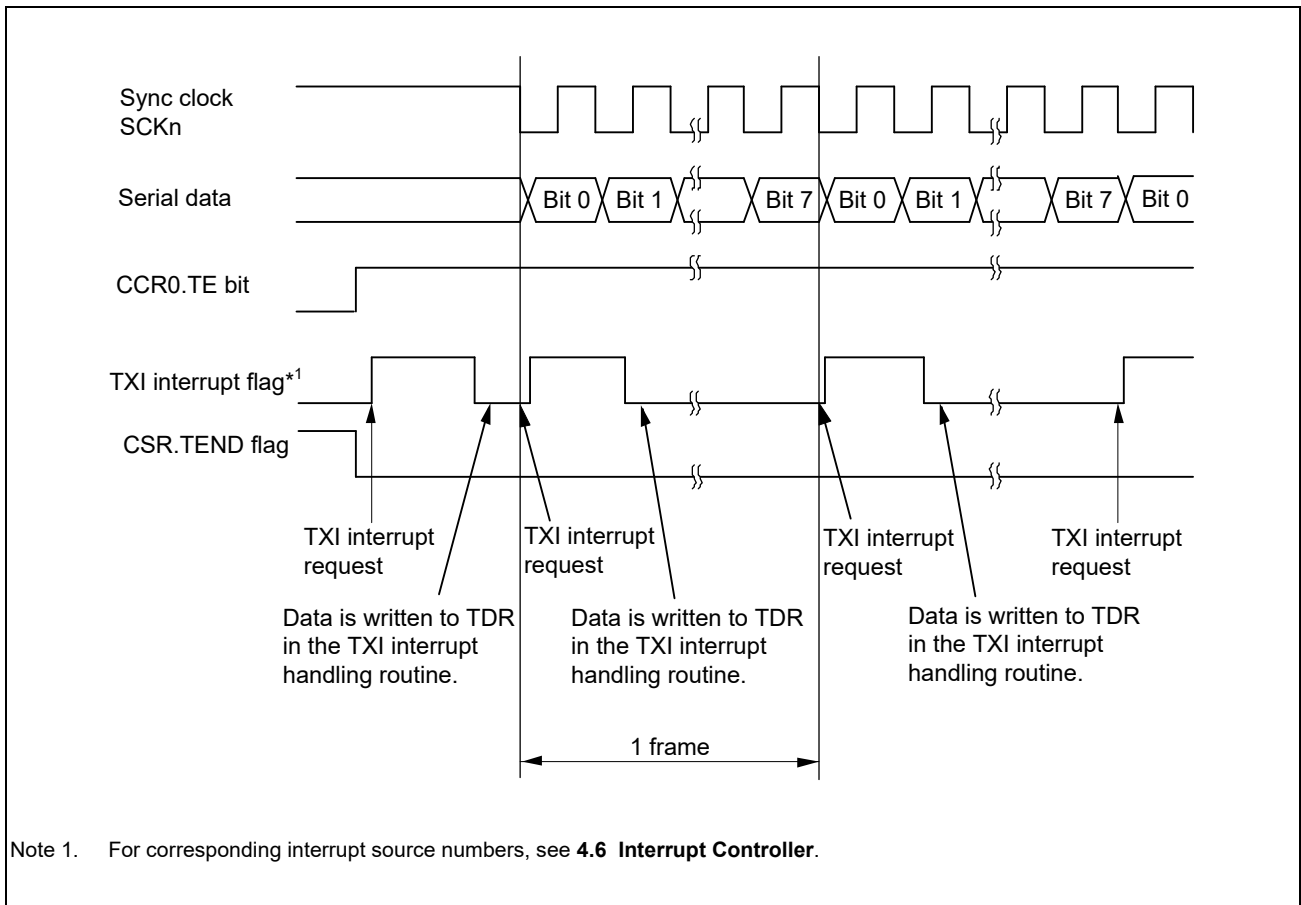 Sync clock
SCKn
Serial data
Bit 0
Bit 1
Bit 7
Bit 0
Bit 1
Bit 7
Bit 0
CCR0.TE bit
TXI interrupt flag*1
CSR.TEND flag
TXI interrupt
request
TXI interrupt
request
TXI interrupt
request
TXI interrupt
request
Data is written to TDR
in the TXI interrupt
handling routine.
Data is written to TDR
in the TXI interrupt
handling routine.
Data is written to TDR
in the TXI interrupt
handling routine.
1 frame
Note 1. For corresponding interrupt source numbers, see 4.6 Interrupt Controller.